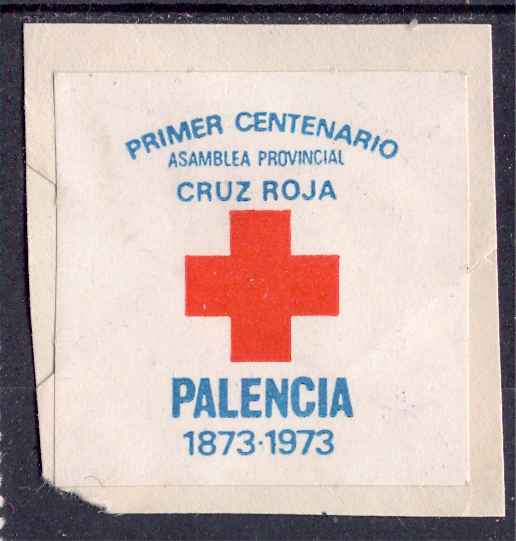 PRIMER CENTENARIO
ASAMBLEA PROVINCIAL
CRUZ ROJA
PALENCIA
1873·1973